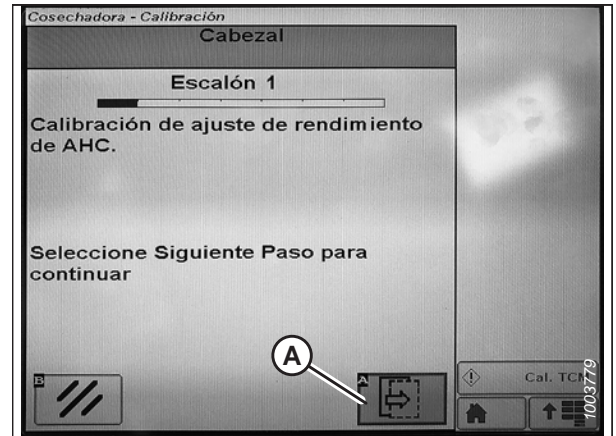 Cosechadora - Calibración
Cabezal
Escalón 1
Calibración de ajuste de rendimiento
de AHC.
Seleccione Siguiente Paso para
continuar
A
B
A
Cal. TCM
1003779